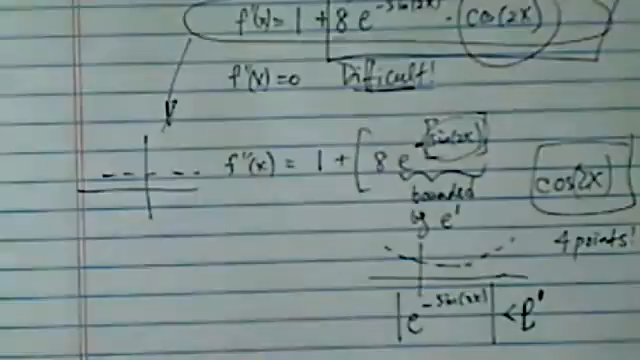 f"(x) = 1 + 8 e^-sin(2x) · cos(2x)
f"(x) = 0 Difficult!
f"(x) = 1 + [ 8 e^-sin(2x) cos(2x)
bounded
by e'
4 points!
|e^-sin(2x)| < e'